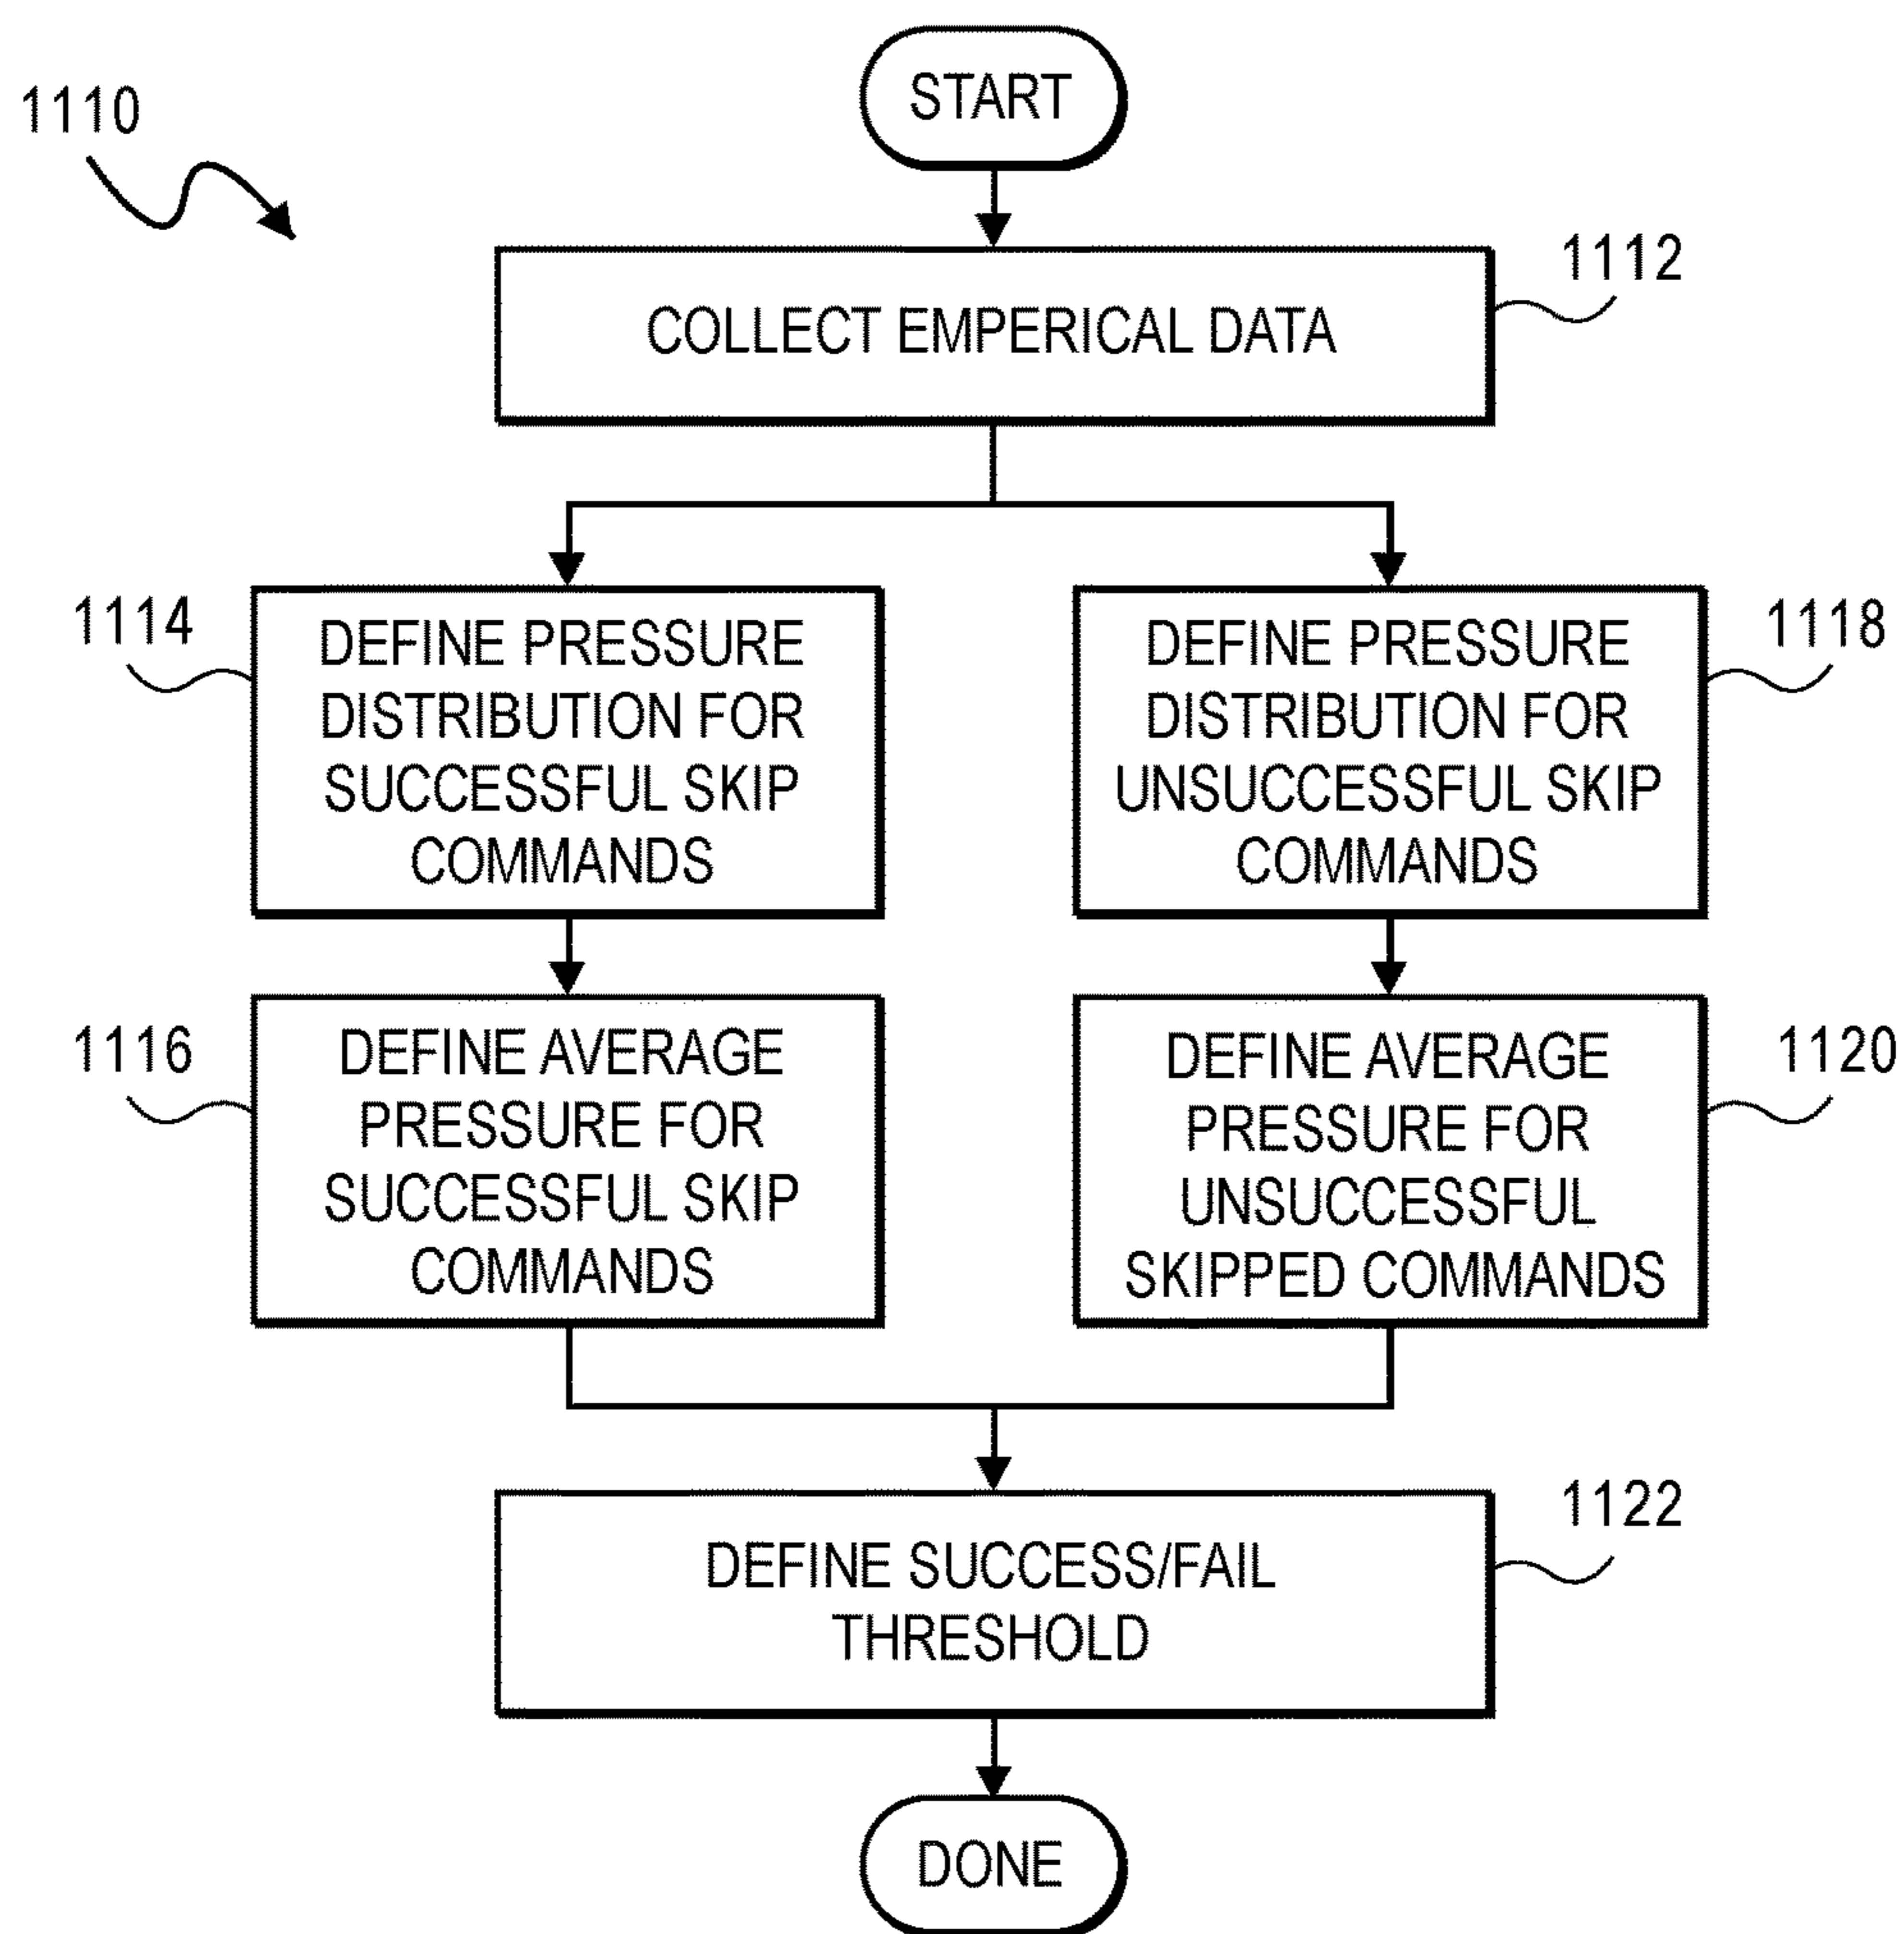 START
1110
1112
COLLECT EMPERICAL DATA
1114
DEFINE PRESSURE
DISTRIBUTION FOR
SUCCESSFUL SKIP
COMMANDS
1118
DEFINE PRESSURE
DISTRIBUTION FOR
UNSUCCESSFUL SKIP
COMMANDS
1116
DEFINE AVERAGE
PRESSURE FOR
SUCCESSFUL SKIP
COMMANDS
1120
DEFINE AVERAGE
PRESSURE FOR
UNSUCCESSFUL
SKIPPED COMMANDS
1122
DEFINE SUCCESS/FAIL
THRESHOLD
DONE